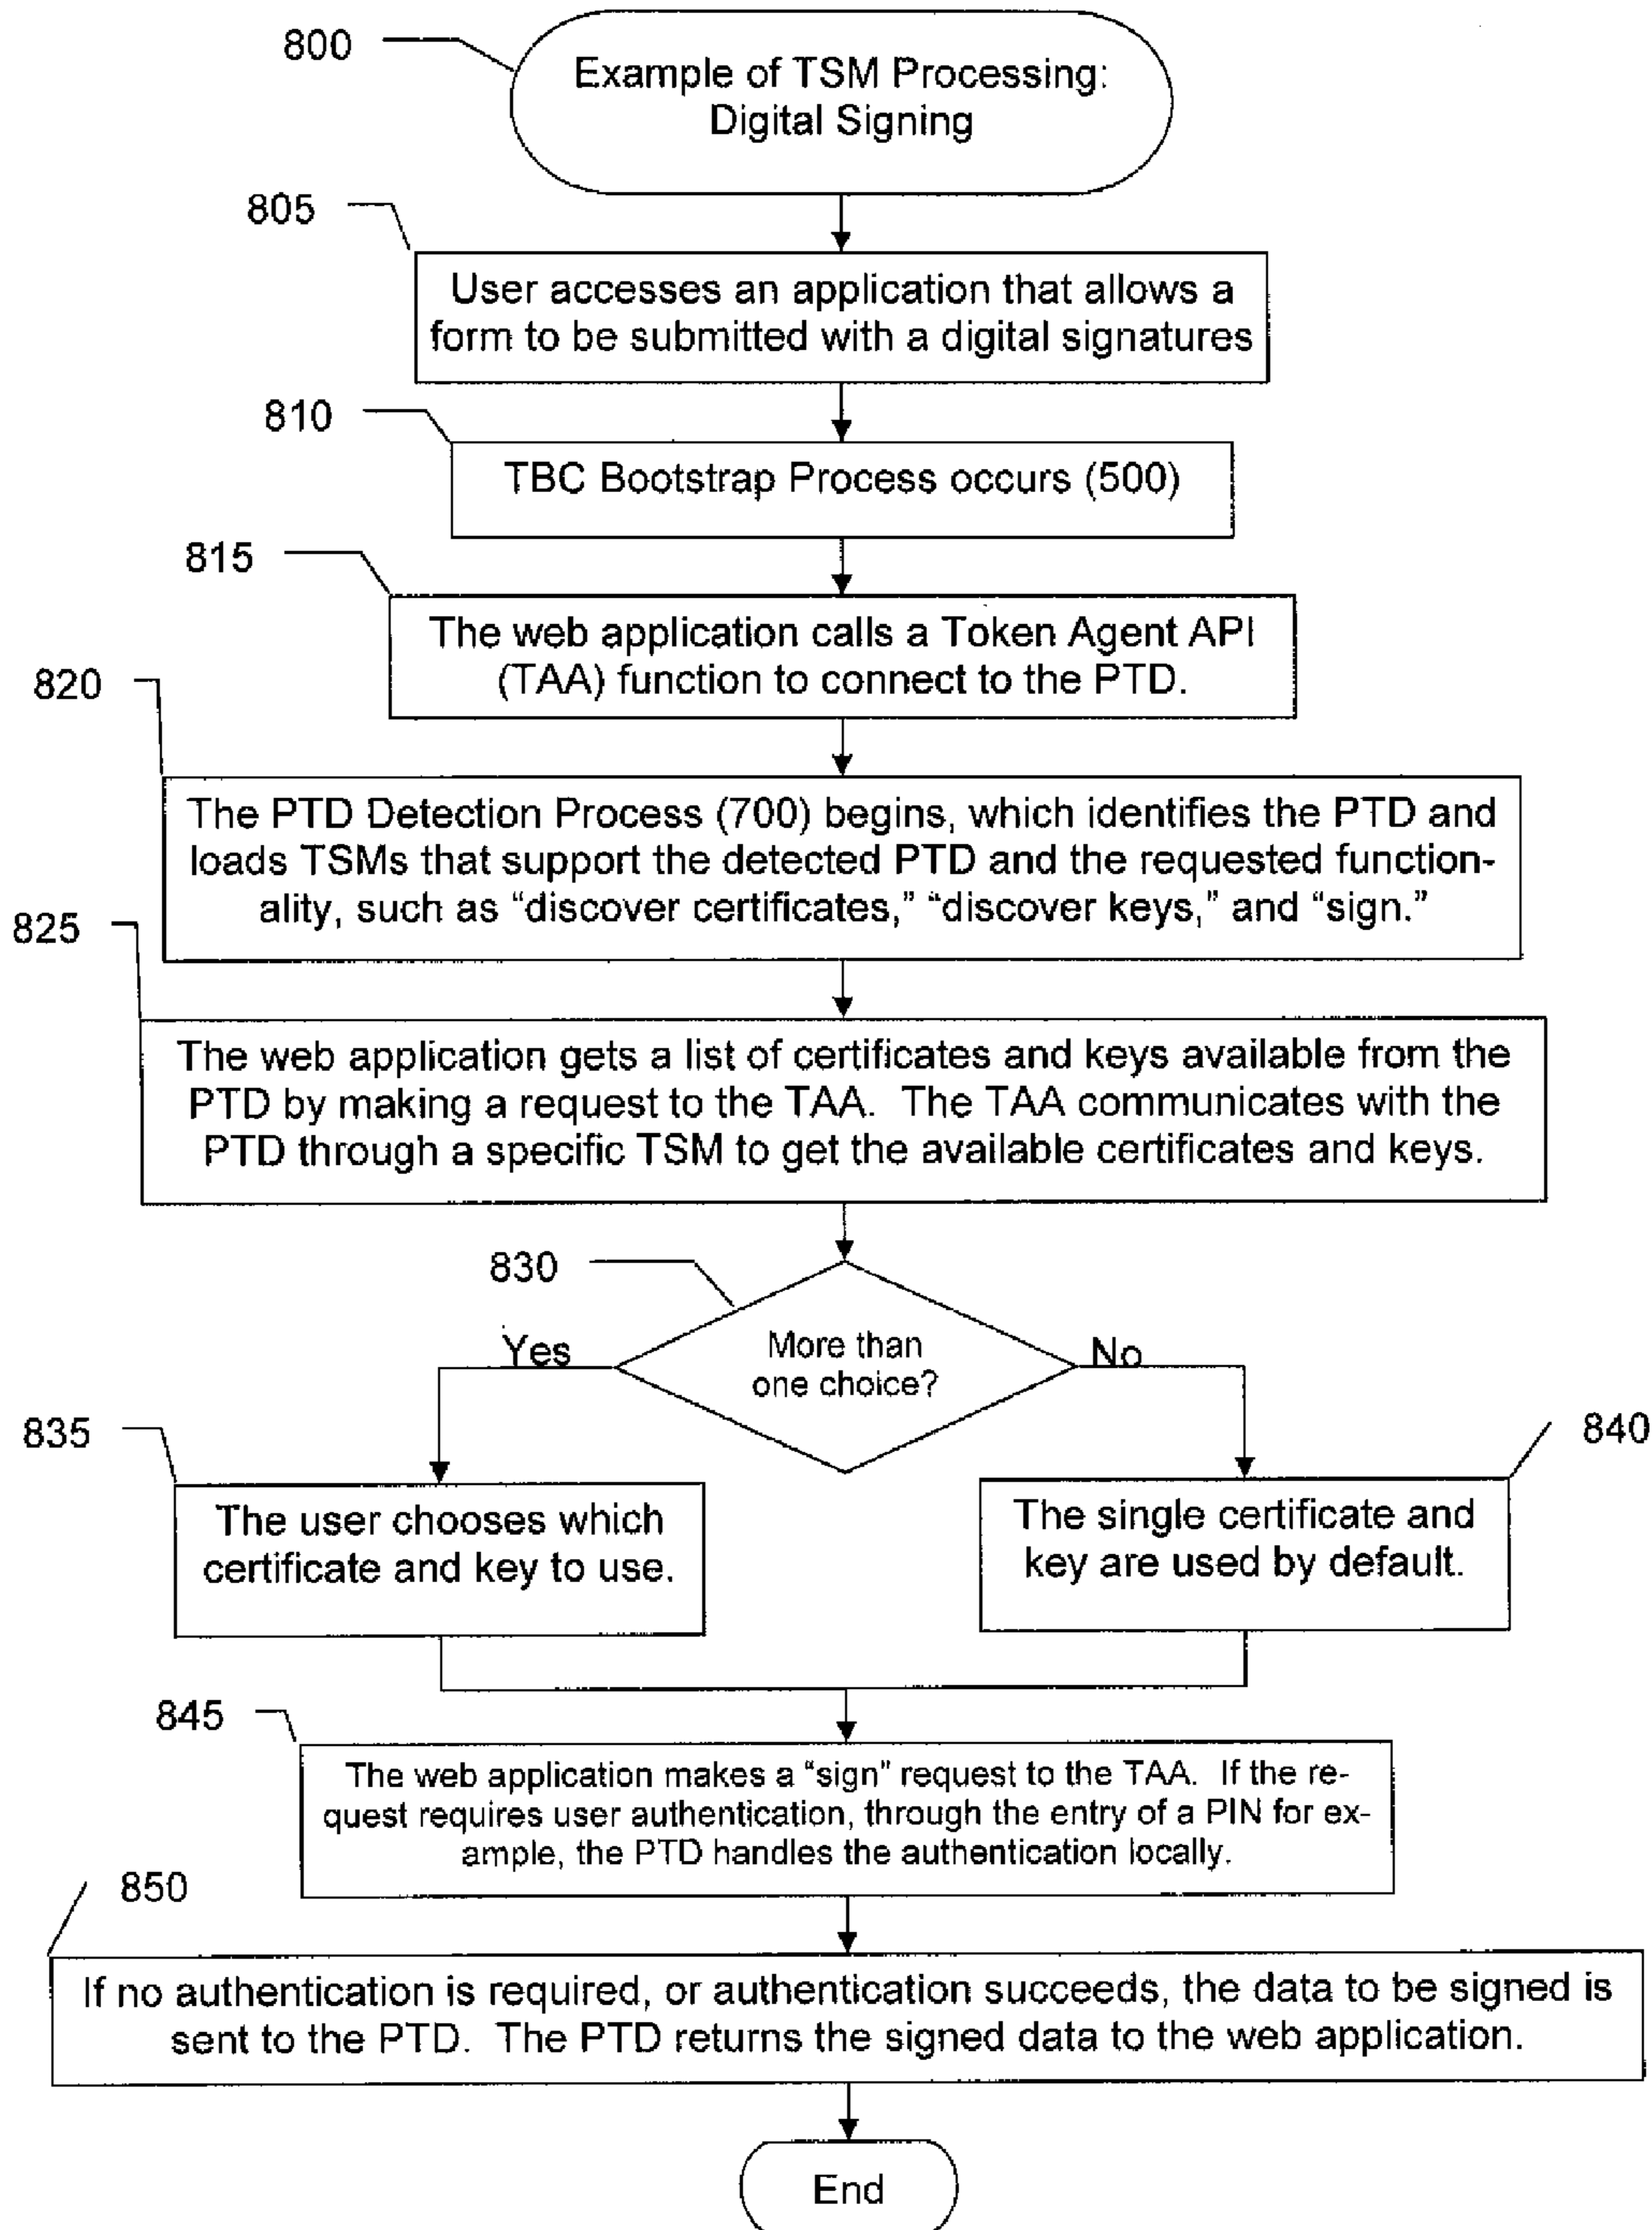 800
Example of TSM Processing:
Digital Signing
805
User accesses an application that allows a
form to be submitted with a digital signatures
810
TBC Bootstrap Process occurs (500)
815
The web application calls a Token Agent API
(TAA) function to connect to the PTD.
820
The PTD Detection Process (700) begins, which identifies the PTD and
loads TSMs that support the detected PTD and the requested function-
ality, such as “discover certificates,” “discover keys,” and “sign.”
825
The web application gets a list of certificates and keys available from the
PTD by making a request to the TAA. The TAA communicates with the
PTD through a specific TSM to get the available certificates and keys.
830
Yes
More than
one choice?
No
835
The user chooses which
certificate and key to use.
840
The single certificate and
key are used by default.
845
The web application makes a “sign” request to the TAA. If the re-
quest requires user authentication, through the entry of a PIN for ex-
ample, the PTD handles the authentication locally.
850
If no authentication is required, or authentication succeeds, the data to be signed is
sent to the PTD. The PTD returns the signed data to the web application.
End